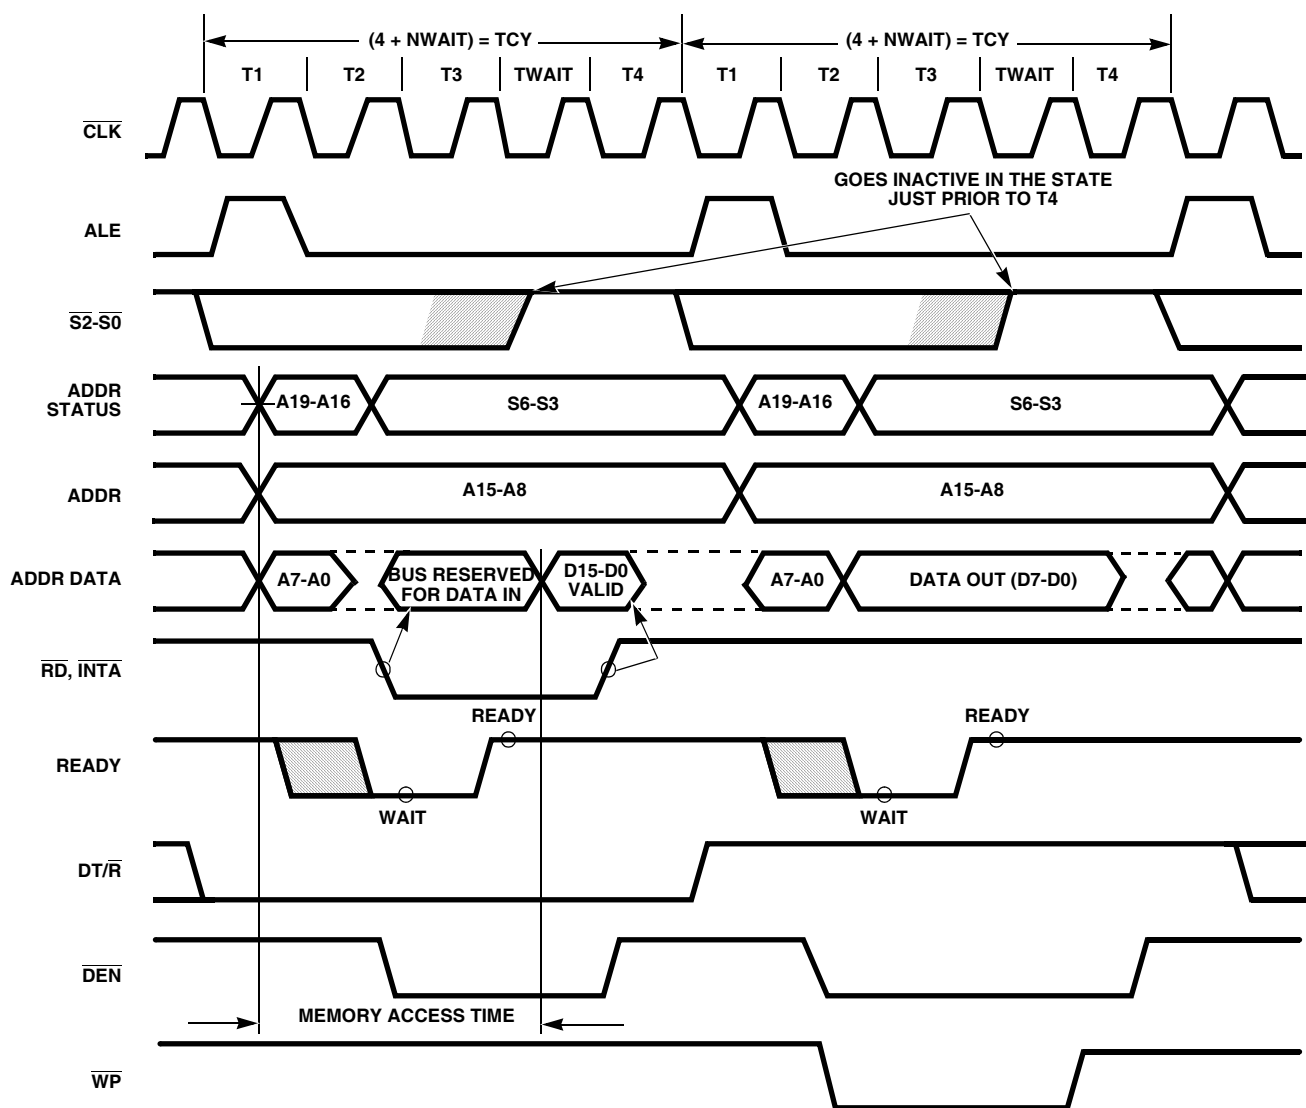 (4 + NWAIT) = TCY (4 + NWAIT) = TCY
T1 T2 T3 TWAIT T4 T1 T2 T3 TWAIT T4
CLK
GOES INACTIVE IN THE STATE
JUST PRIOR TO T4
ALE
S2-S0
ADDR
STATUS
A19-A16 S6-S3 A19-A16 S6-S3
ADDR
A15-A8 A15-A8
ADDR DATA
A7-A0
BUS RESERVED
FOR DATA IN
D15-D0
VALID
A7-A0
DATA OUT (D7-D0)
RD, INTA
READY READY
READY
WAIT WAIT
DT/R
DEN
MEMORY ACCESS TIME
WP